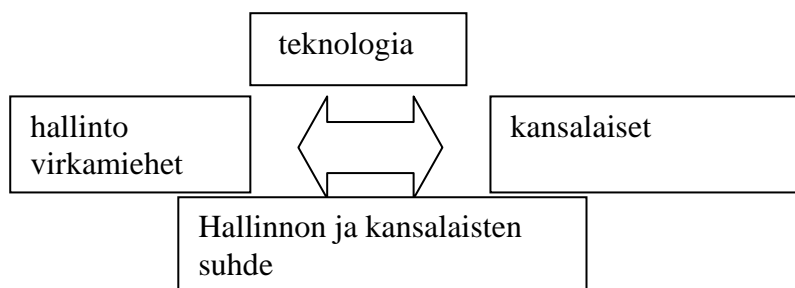 teknologia
hallinto
virkamiehet
kansalaiset
Hallinnon ja kansalaisten
suhde